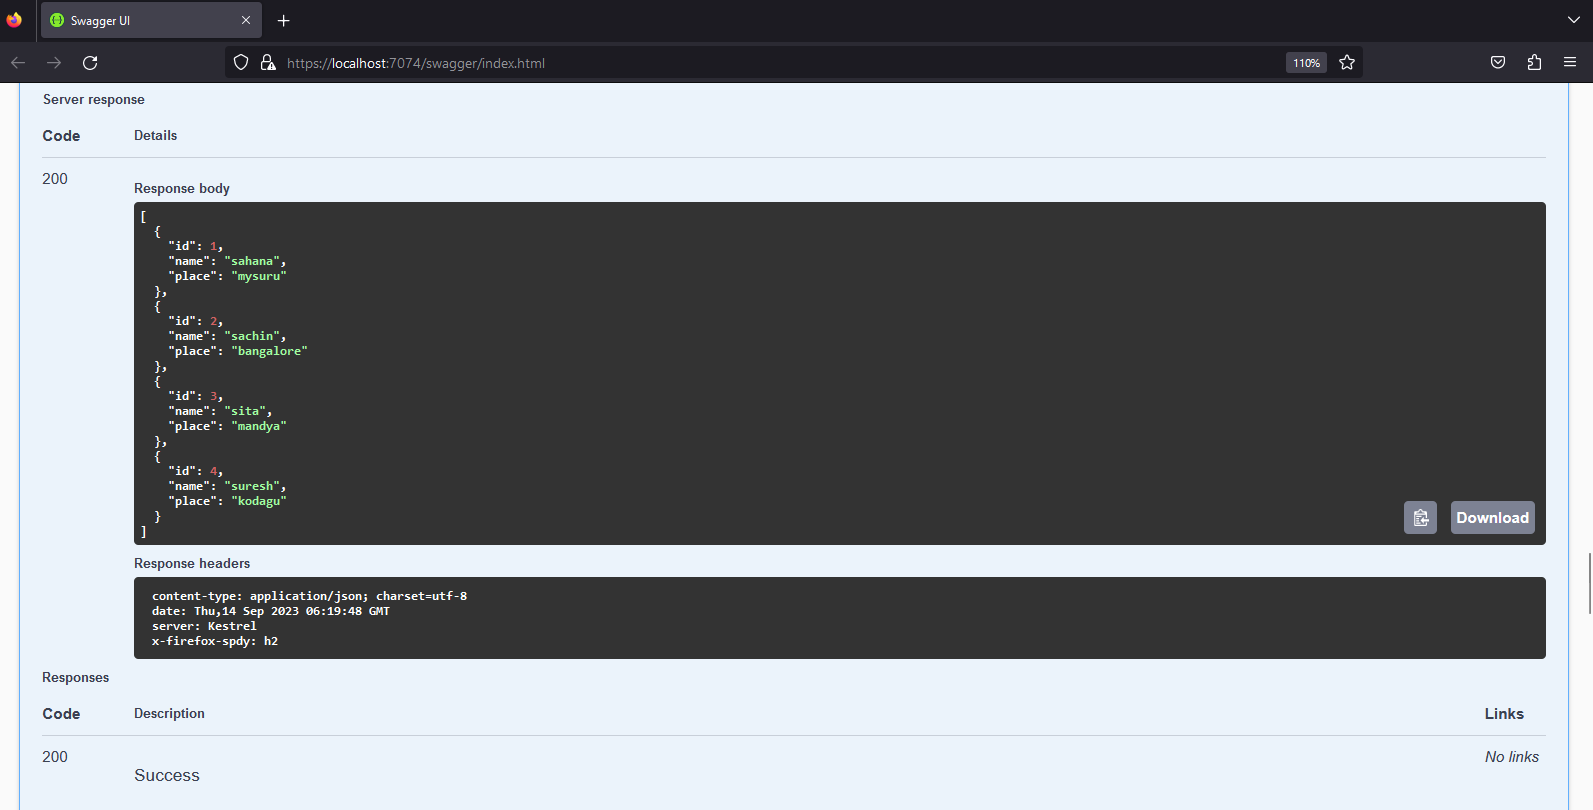 Swagger UI
https://localhost:7074/swagger/index.html
110%
Server response
Code Details
200
Response body
[
  {
    "id": 1,
    "name": "sahana",
    "place": "mysuru"
  },
  {
    "id": 2,
    "name": "sachin",
    "place": "bangalore"
  },
  {
    "id": 3,
    "name": "sita",
    "place": "mandya"
  },
  {
    "id": 4,
    "name": "suresh",
    "place": "kodagu"
  }
]
Download
Response headers
content-type: application/json; charset=utf-8
date: Thu,14 Sep 2023 06:19:48 GMT
server: Kestrel
x-firefox-spdy: h2
Responses
Code Description Links
200 No links
Success